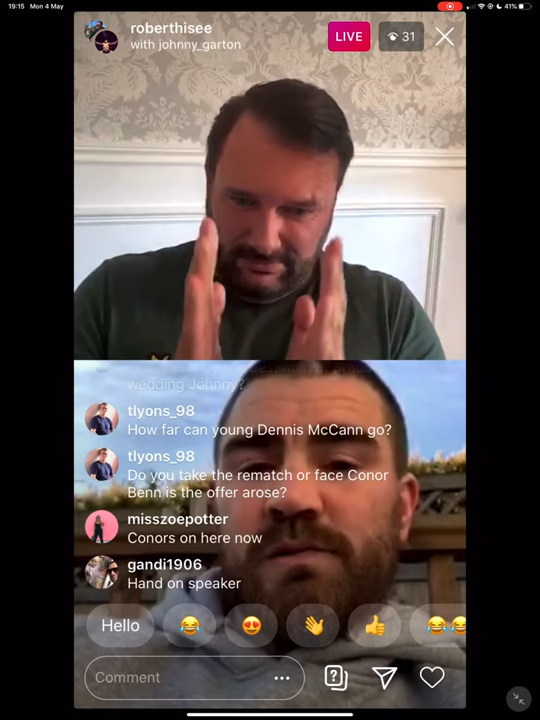 19:15 Mon 4 May
41%
roberthisee
with johnny_garton
LIVE
31
wedding Johnny?
tlyons_98
How far can young Dennis McCann go?
tlyons_98
Do you take the rematch or face Conor
Benn is the offer arose?
misszoepotter
Conors on here now
gandi1906
Hand on speaker
Hello
Comment